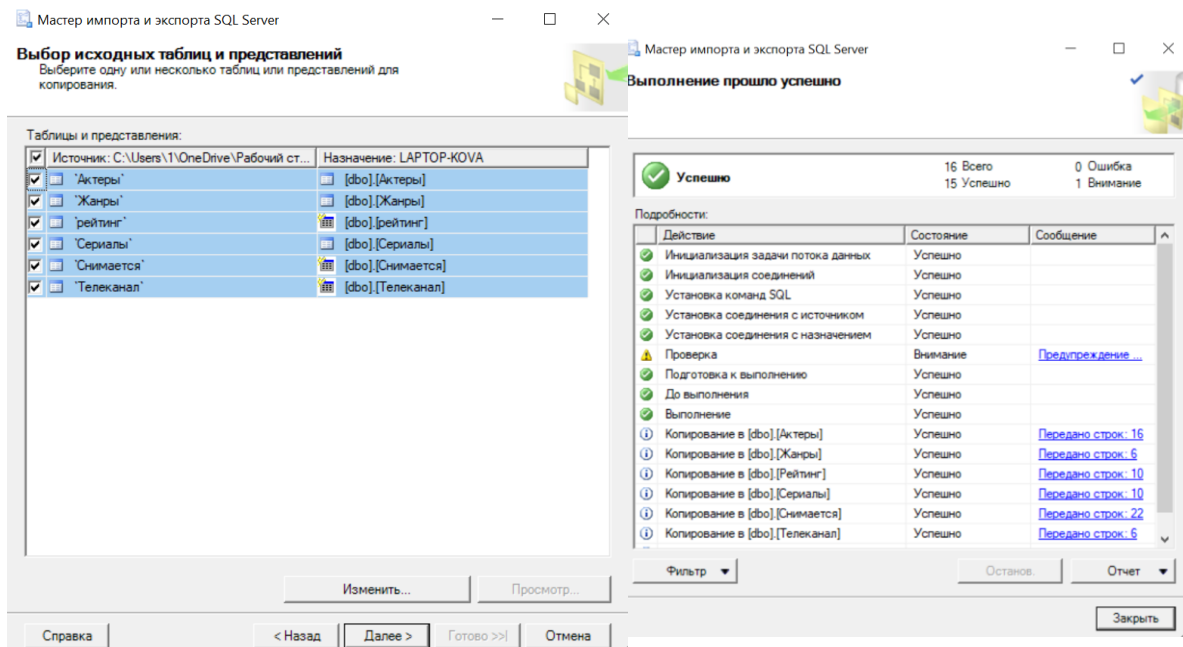 Мастер импорта и экспорта SQL Server
Выбор исходных таблиц и представлений
Выберите одну или несколько таблиц или представлений для
копирования.
Таблицы и представления:
Источник: C:\Users\1\OneDrive\Рабочий ст... Назначение: LAPTOP-KOVA
`Актеры` [dbo].[Актеры]
`Жанры` [dbo].[Жанры]
`рейтинг` [dbo].[рейтинг]
`Сериалы` [dbo].[Сериалы]
`Снимается` [dbo].[Снимается]
`Телеканал` [dbo].[Телеканал]
Изменить... Просмотр...
Справка < Назад Далее > Готово >>| Отмена
Мастер импорта и экспорта SQL Server
Выполнение прошло успешно
Успешно
16 Всего 0 Ошибка
15 Успешно 1 Внимание
Подробности:
Действие Состояние Сообщение
Инициализация задачи потока данных Успешно
Инициализация соединений Успешно
Установка команд SQL Успешно
Установка соединения с источником Успешно
Установка соединения с назначением Успешно
Проверка Внимание Предупреждение ...
Подготовка к выполнению Успешно
До выполнения Успешно
Выполнение Успешно
Копирование в [dbo].[Актеры] Успешно Передано строк: 16
Копирование в [dbo].[Жанры] Успешно Передано строк: 6
Копирование в [dbo].[Рейтинг] Успешно Передано строк: 10
Копирование в [dbo].[Сериалы] Успешно Передано строк: 10
Копирование в [dbo].[Снимается] Успешно Передано строк: 22
Копирование в [dbo].[Телеканал] Успешно Передано строк: 6
Фильтр Останов. Отчет
Закрыть